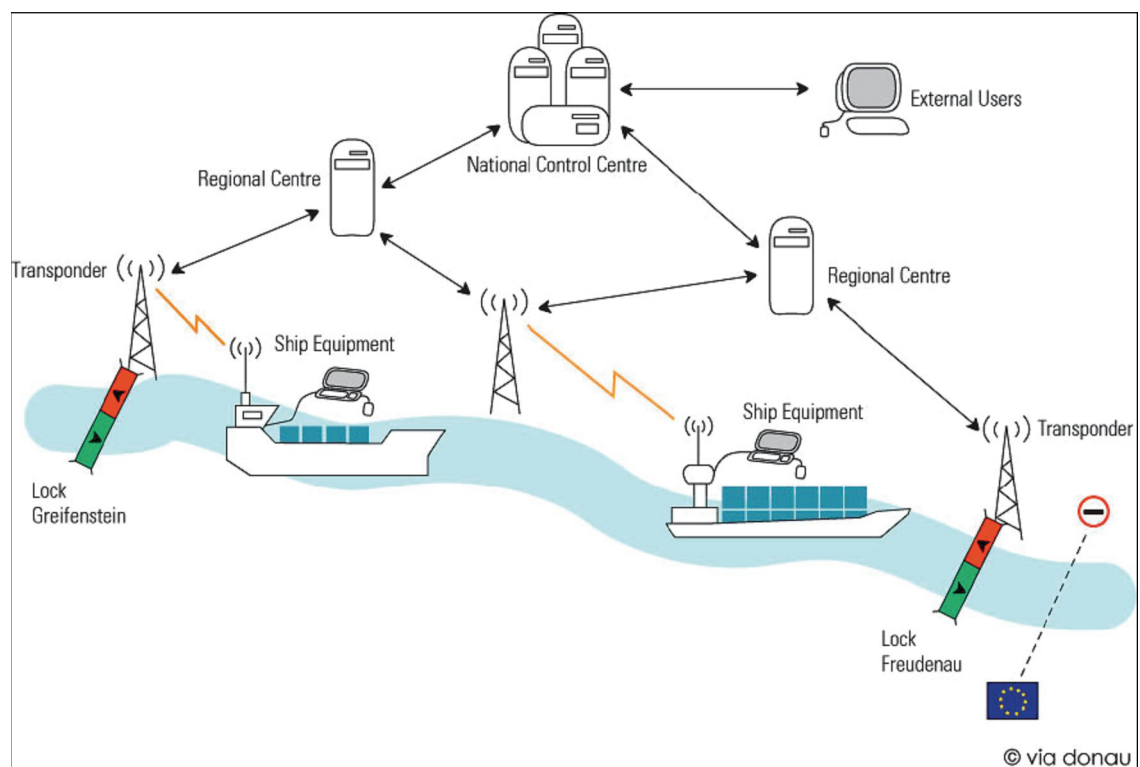 External Users
National Control Centre
Regional Centre
Transponder
Regional Centre
Ship Equipment
Ship Equipment
Transponder
Lock
Greifenstein
Lock
Freudenau
© via donau